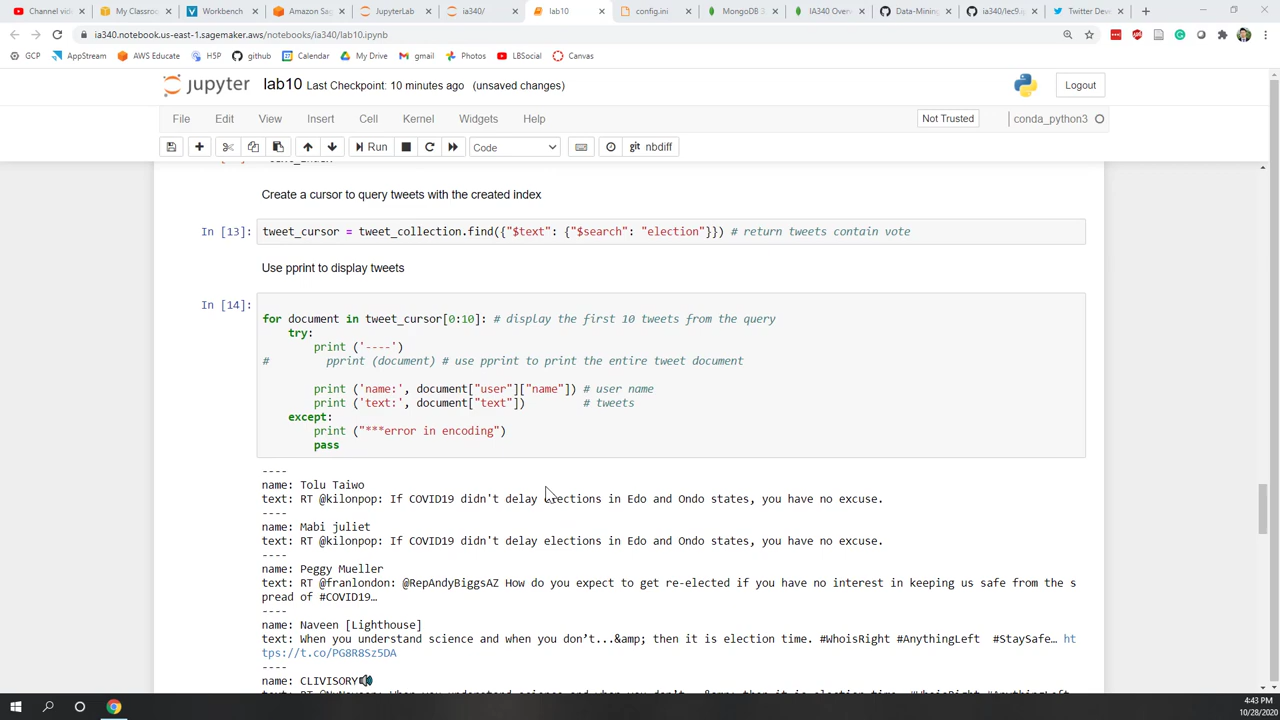 Channel video
My Classroo
Workbench
Amazon Sag
JupyterLab
ia340/
lab10
config.ini
MongoDB 3.
IA340 Overv
Data-Mining
ia340/lec9.ip
Twitter Dev
ia340.notebook.us-east-1.sagemaker.aws/notebooks/ia340/lab10.ipynb
GCP AppStream AWS Educate H5P github Calendar My Drive gmail Photos LBSocial Canvas
jupyter lab10 Last Checkpoint: 10 minutes ago (unsaved changes) Logout
File Edit View Insert Cell Kernel Widgets Help Not Trusted conda_python3
Run Code git nbdiff
Create a cursor to query tweets with the created index
In [13]: tweet_cursor = tweet_collection.find({"$text": {"$search": "election"}}) # return tweets contain vote
Use pprint to display tweets
In [14]:
for document in tweet_cursor[0:10]: # display the first 10 tweets from the query
try:
print ('----')
# pprint (document) # use pprint to print the entire tweet document
print ('name:', document["user"]["name"]) # user name
print ('text:', document["text"]) # tweets
except:
print ("***error in encoding")
pass
----
name: Tolu Taiwo
text: RT @kilonpop: If COVID19 didn't delay elections in Edo and Ondo states, you have no excuse.
----
name: Mabi juliet
text: RT @kilonpop: If COVID19 didn't delay elections in Edo and Ondo states, you have no excuse.
----
name: Peggy Mueller
text: RT @franlondon: @RepAndyBiggsAZ How do you expect to get re-elected if you have no interest in keeping us safe from the s
pread of #COVID19…
----
name: Naveen [Lighthouse]
text: When you understand science and when you don’t...&amp; then it is election time. #WhoisRight #AnythingLeft #StaySafe… ht
tps://t.co/PG8R8Sz5DA
----
name: CLIVISORY
4:43 PM
10/28/2020